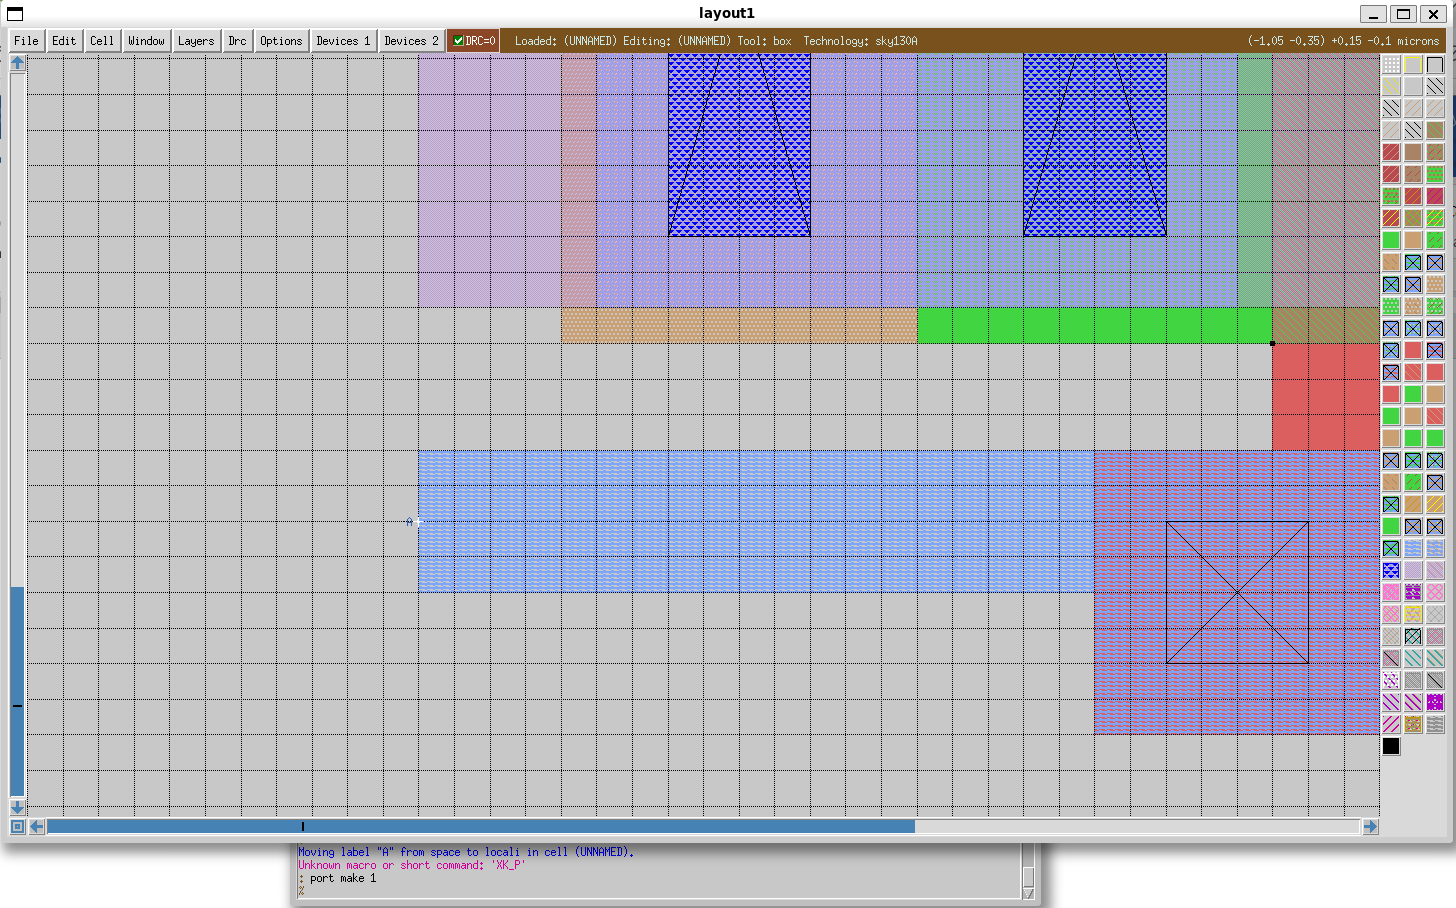 layout1
File Edit Cell Window Layers Drc Options Devices 1 Devices 2 DRC=0 Loaded: (UNNAMED) Editing: (UNNAMED) Tool: box Technology: sky130A (-1.05 -0.35) +0.15 -0.1 microns
A
Moving label "A" from space to locali in cell (UNNAMED).
Unknown macro or short command: 'XK_P'
: port make 1
%